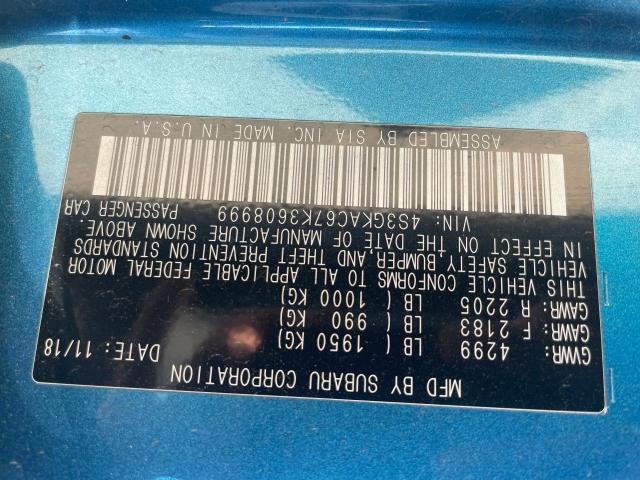 MFD BY SUBARU CORPORATION DATE: 11/18
GVWR: 4299 LB ( 1950 KG)
GAWR: F 2183 LB ( 990 KG)
GAWR: R 2205 LB ( 1000 KG)
THIS VEHICLE CONFORMS TO ALL APPLICABLE FEDERAL MOTOR
VEHICLE SAFETY,BUMPER,AND THEFT PREVENTION STANDARDS
IN EFFECT ON THE DATE OF MANUFACTURE SHOWN ABOVE.
VIN: 4S3GKAC67K3608999 PASSENGER CAR
ASSEMBLED BY SIA INC. MADE IN U.S.A.